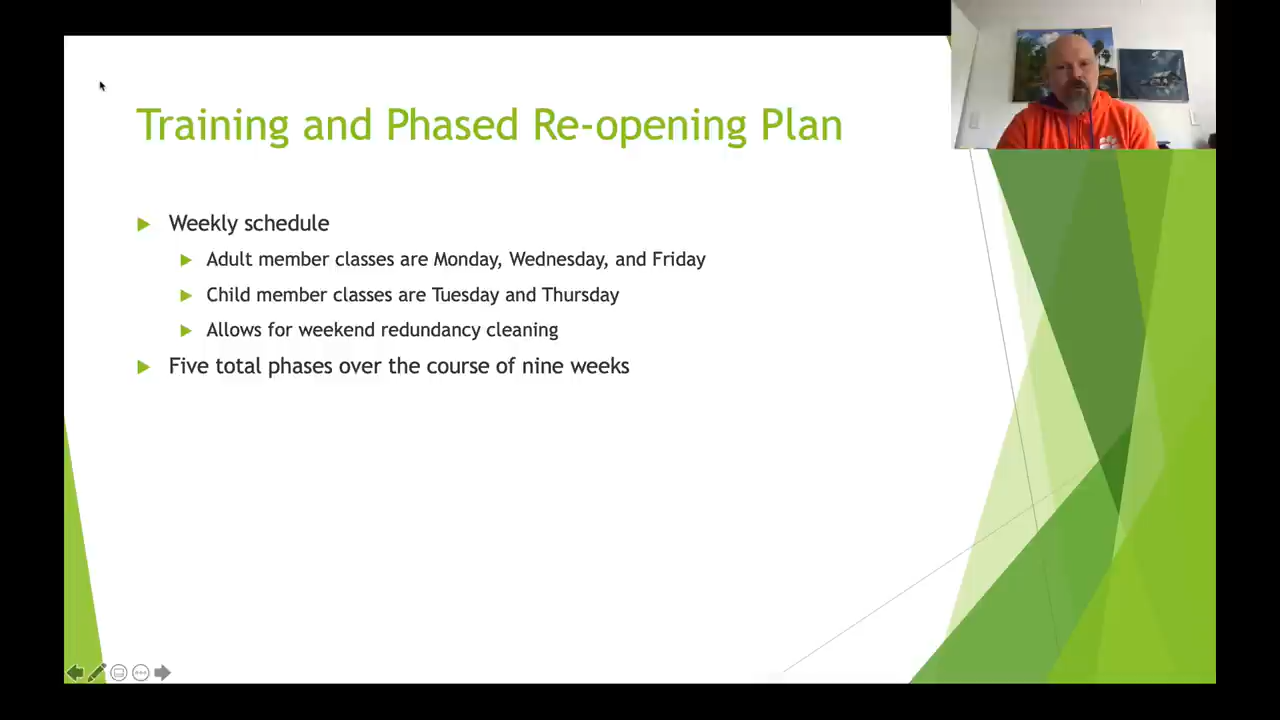 Training and Phased Re-opening Plan
Weekly schedule
Adult member classes are Monday, Wednesday, and Friday
Child member classes are Tuesday and Thursday
Allows for weekend redundancy cleaning
Five total phases over the course of nine weeks